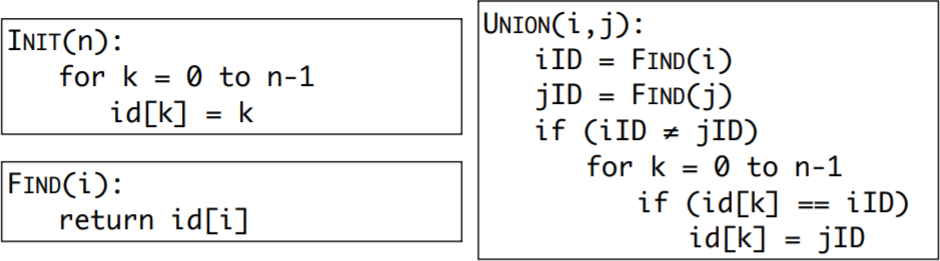 INIT(n):
for k = 0 to n-1
id[k] = k
FIND(i):
return id[i]
UNION(i,j):
iID = FIND(i)
jID = FIND(j)
if (iID ≠ jID)
for k = 0 to n-1
if (id[k] == iID)
id[k] = jID